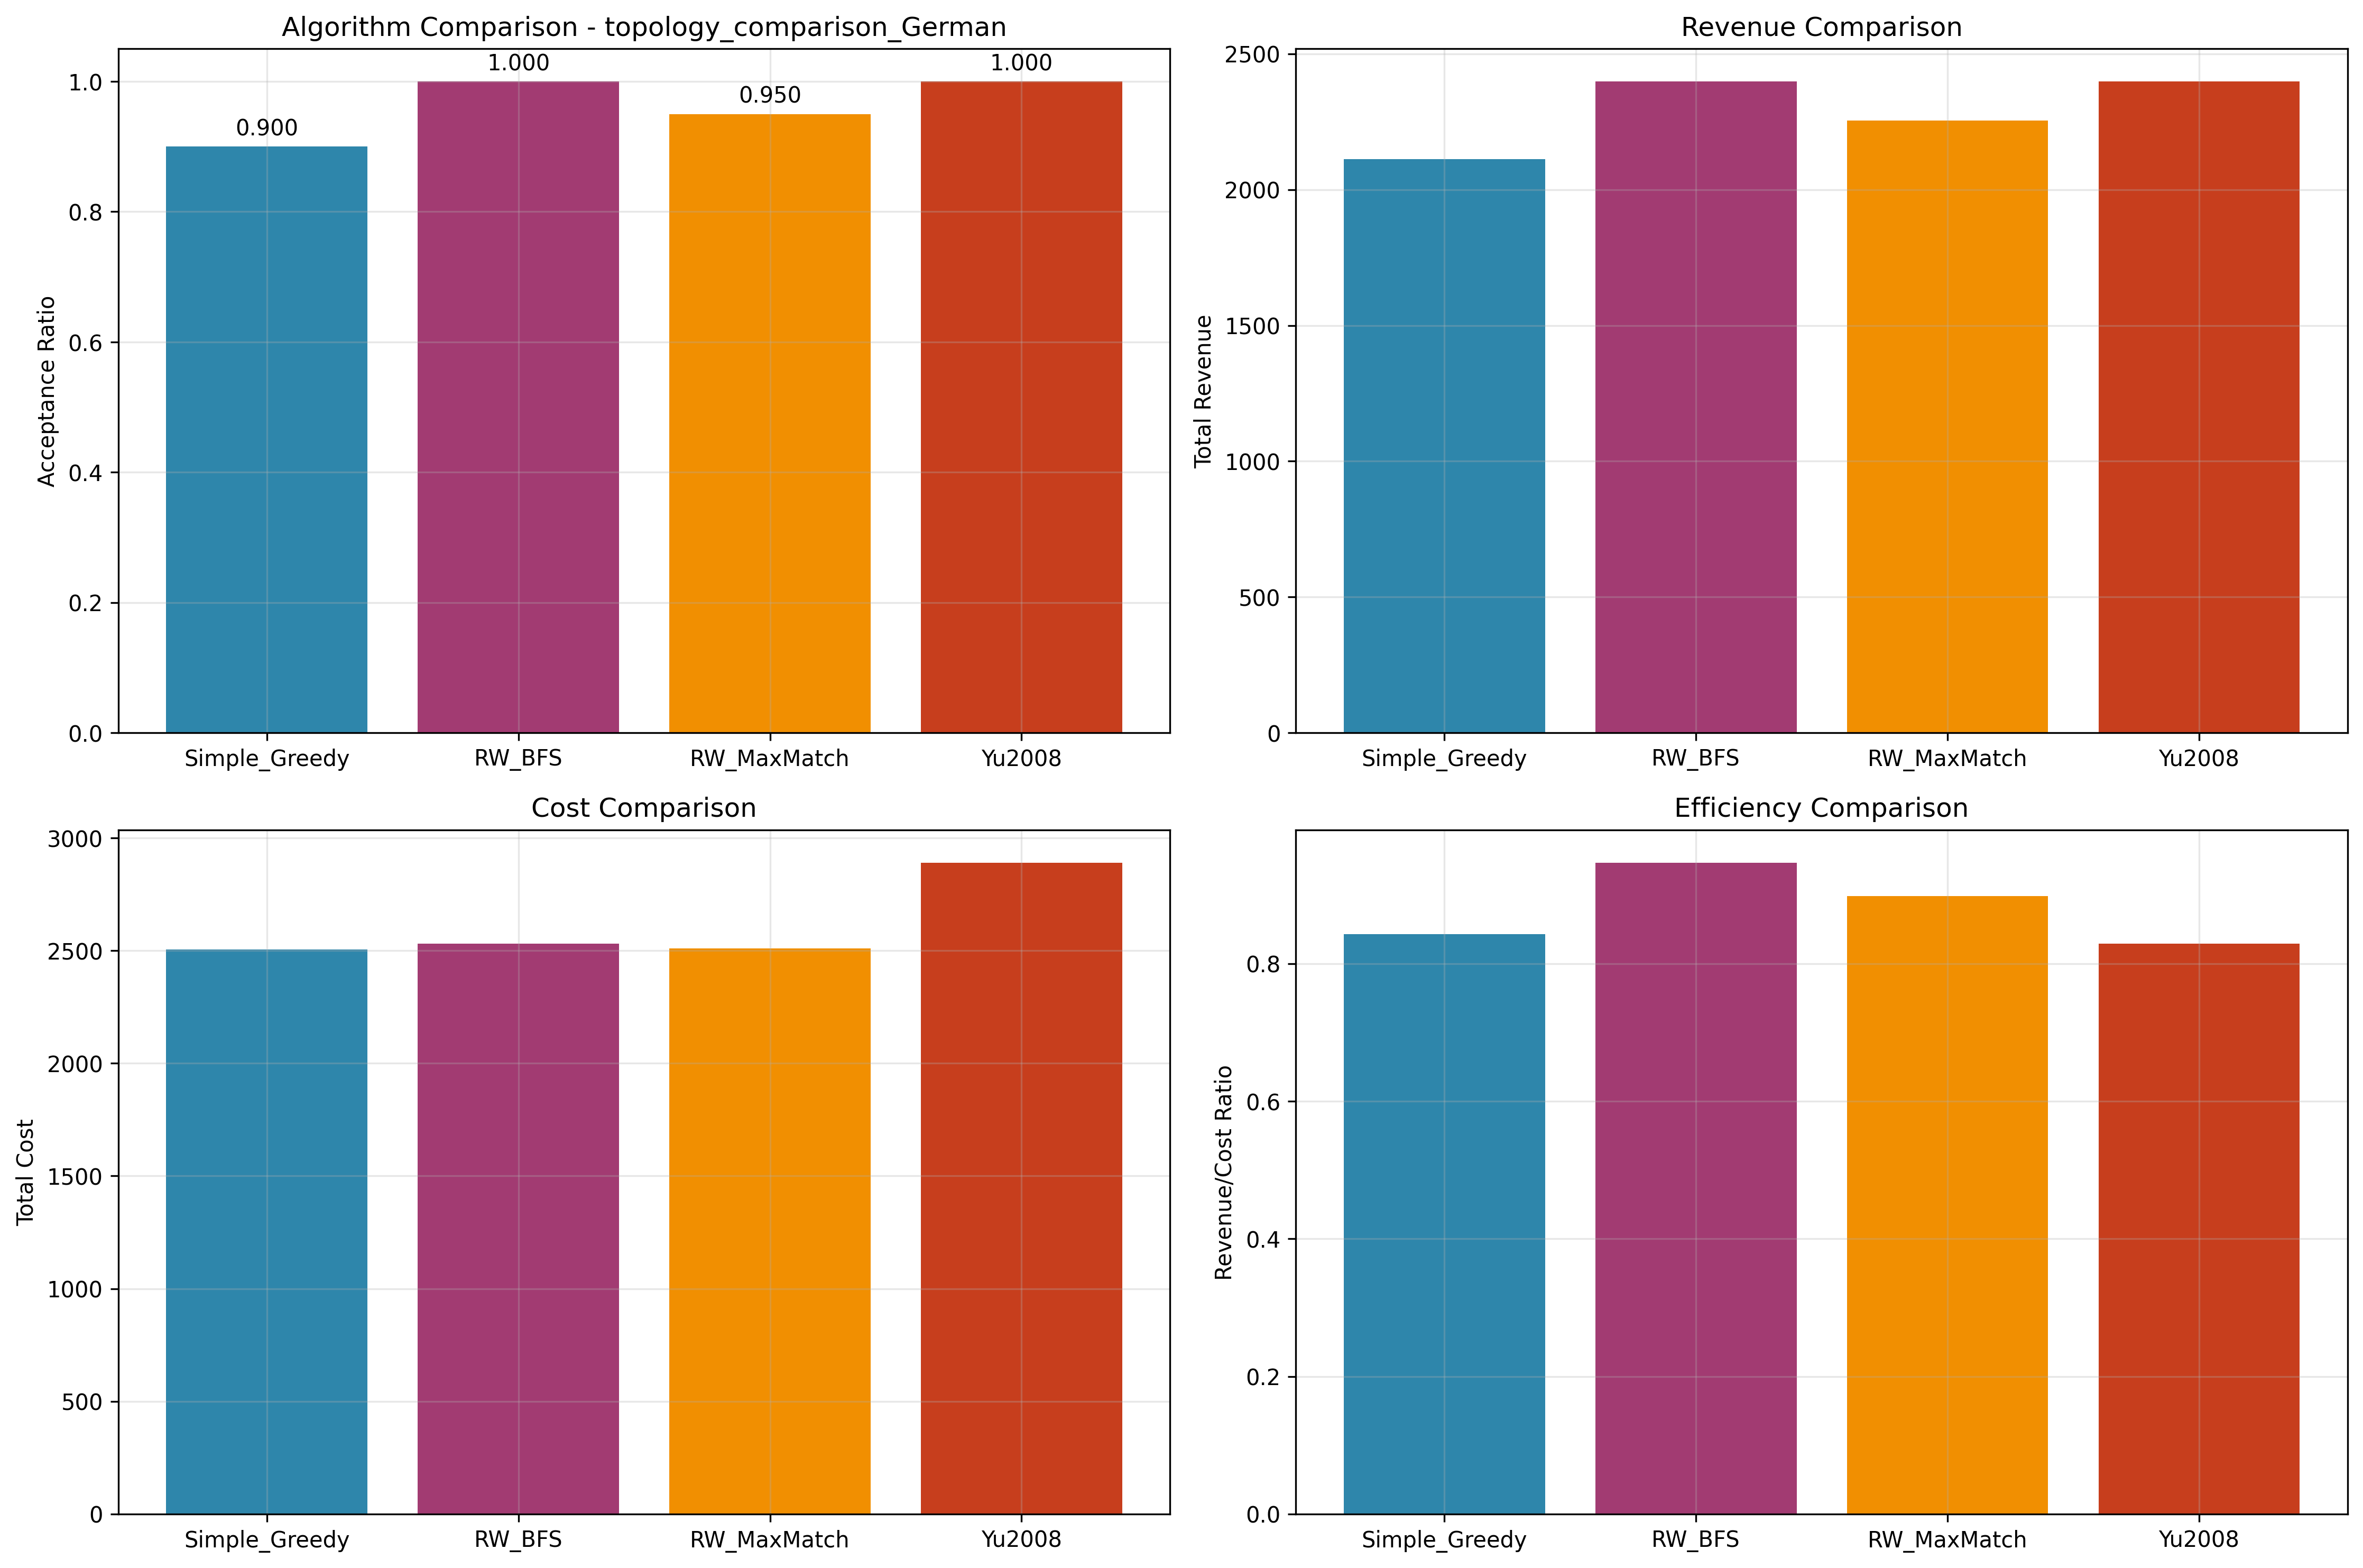 Algorithm Comparison - topology_comparison_German
Acceptance Ratio
1.0
0.8
0.6
0.4
0.2
0.0
0.900
1.000
0.950
1.000
Simple_Greedy RW_BFS RW_MaxMatch Yu2008
Revenue Comparison
Total Revenue
2500
2000
1500
1000
500
0
Simple_Greedy RW_BFS RW_MaxMatch Yu2008
Cost Comparison
Total Cost
3000
2500
2000
1500
1000
500
0
Simple_Greedy RW_BFS RW_MaxMatch Yu2008
Efficiency Comparison
Revenue/Cost Ratio
0.8
0.6
0.4
0.2
0.0
Simple_Greedy RW_BFS RW_MaxMatch Yu2008